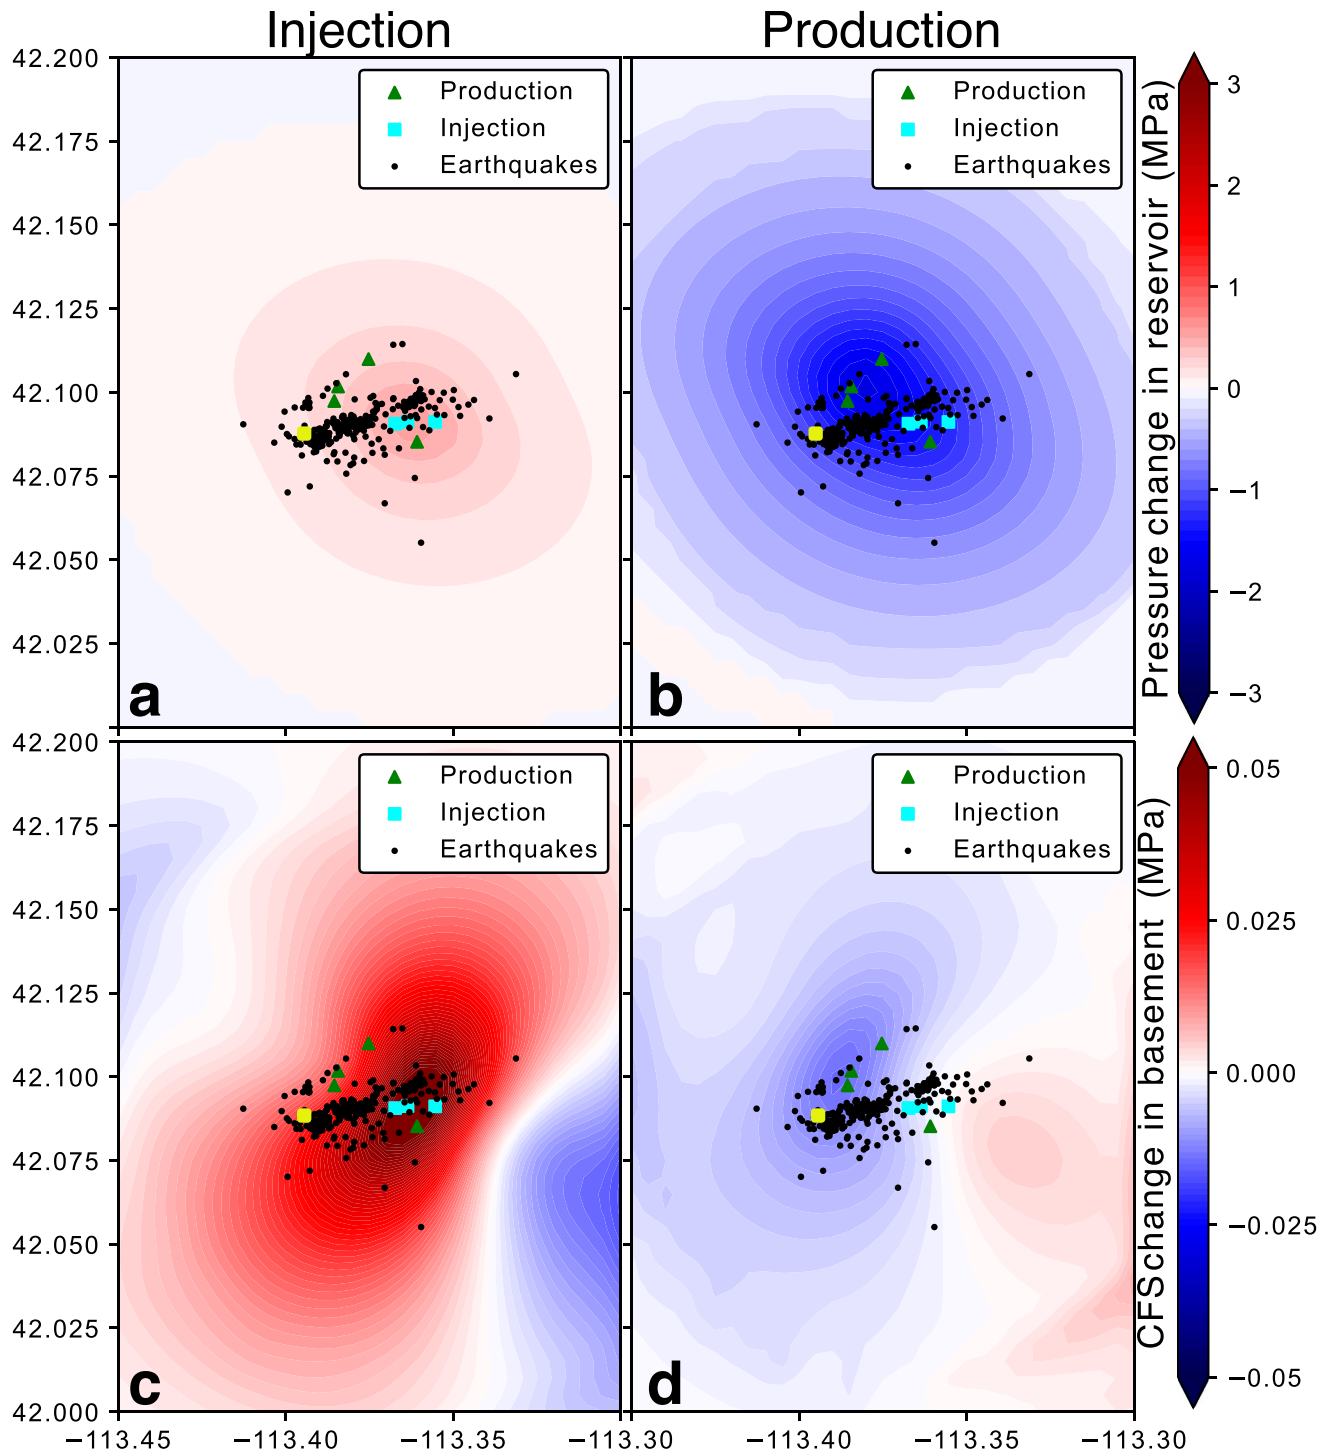 Injection
Production
42.200
42.175
42.150
42.125
42.100
42.075
42.050
42.025
Production
Injection
Earthquakes
a
Production
Injection
Earthquakes
b
3
2
1
0
−1
−2
−3
Pressure change in reservoir (MPa)
42.200
42.175
42.150
42.125
42.100
42.075
42.050
42.025
42.000
Production
Injection
Earthquakes
c
Production
Injection
Earthquakes
d
0.05
0.025
0.000
−0.025
−0.05
CFSchange in basement (MPa)
−113.45
−113.40
−113.35
−113.30
−113.40
−113.35
−113.30